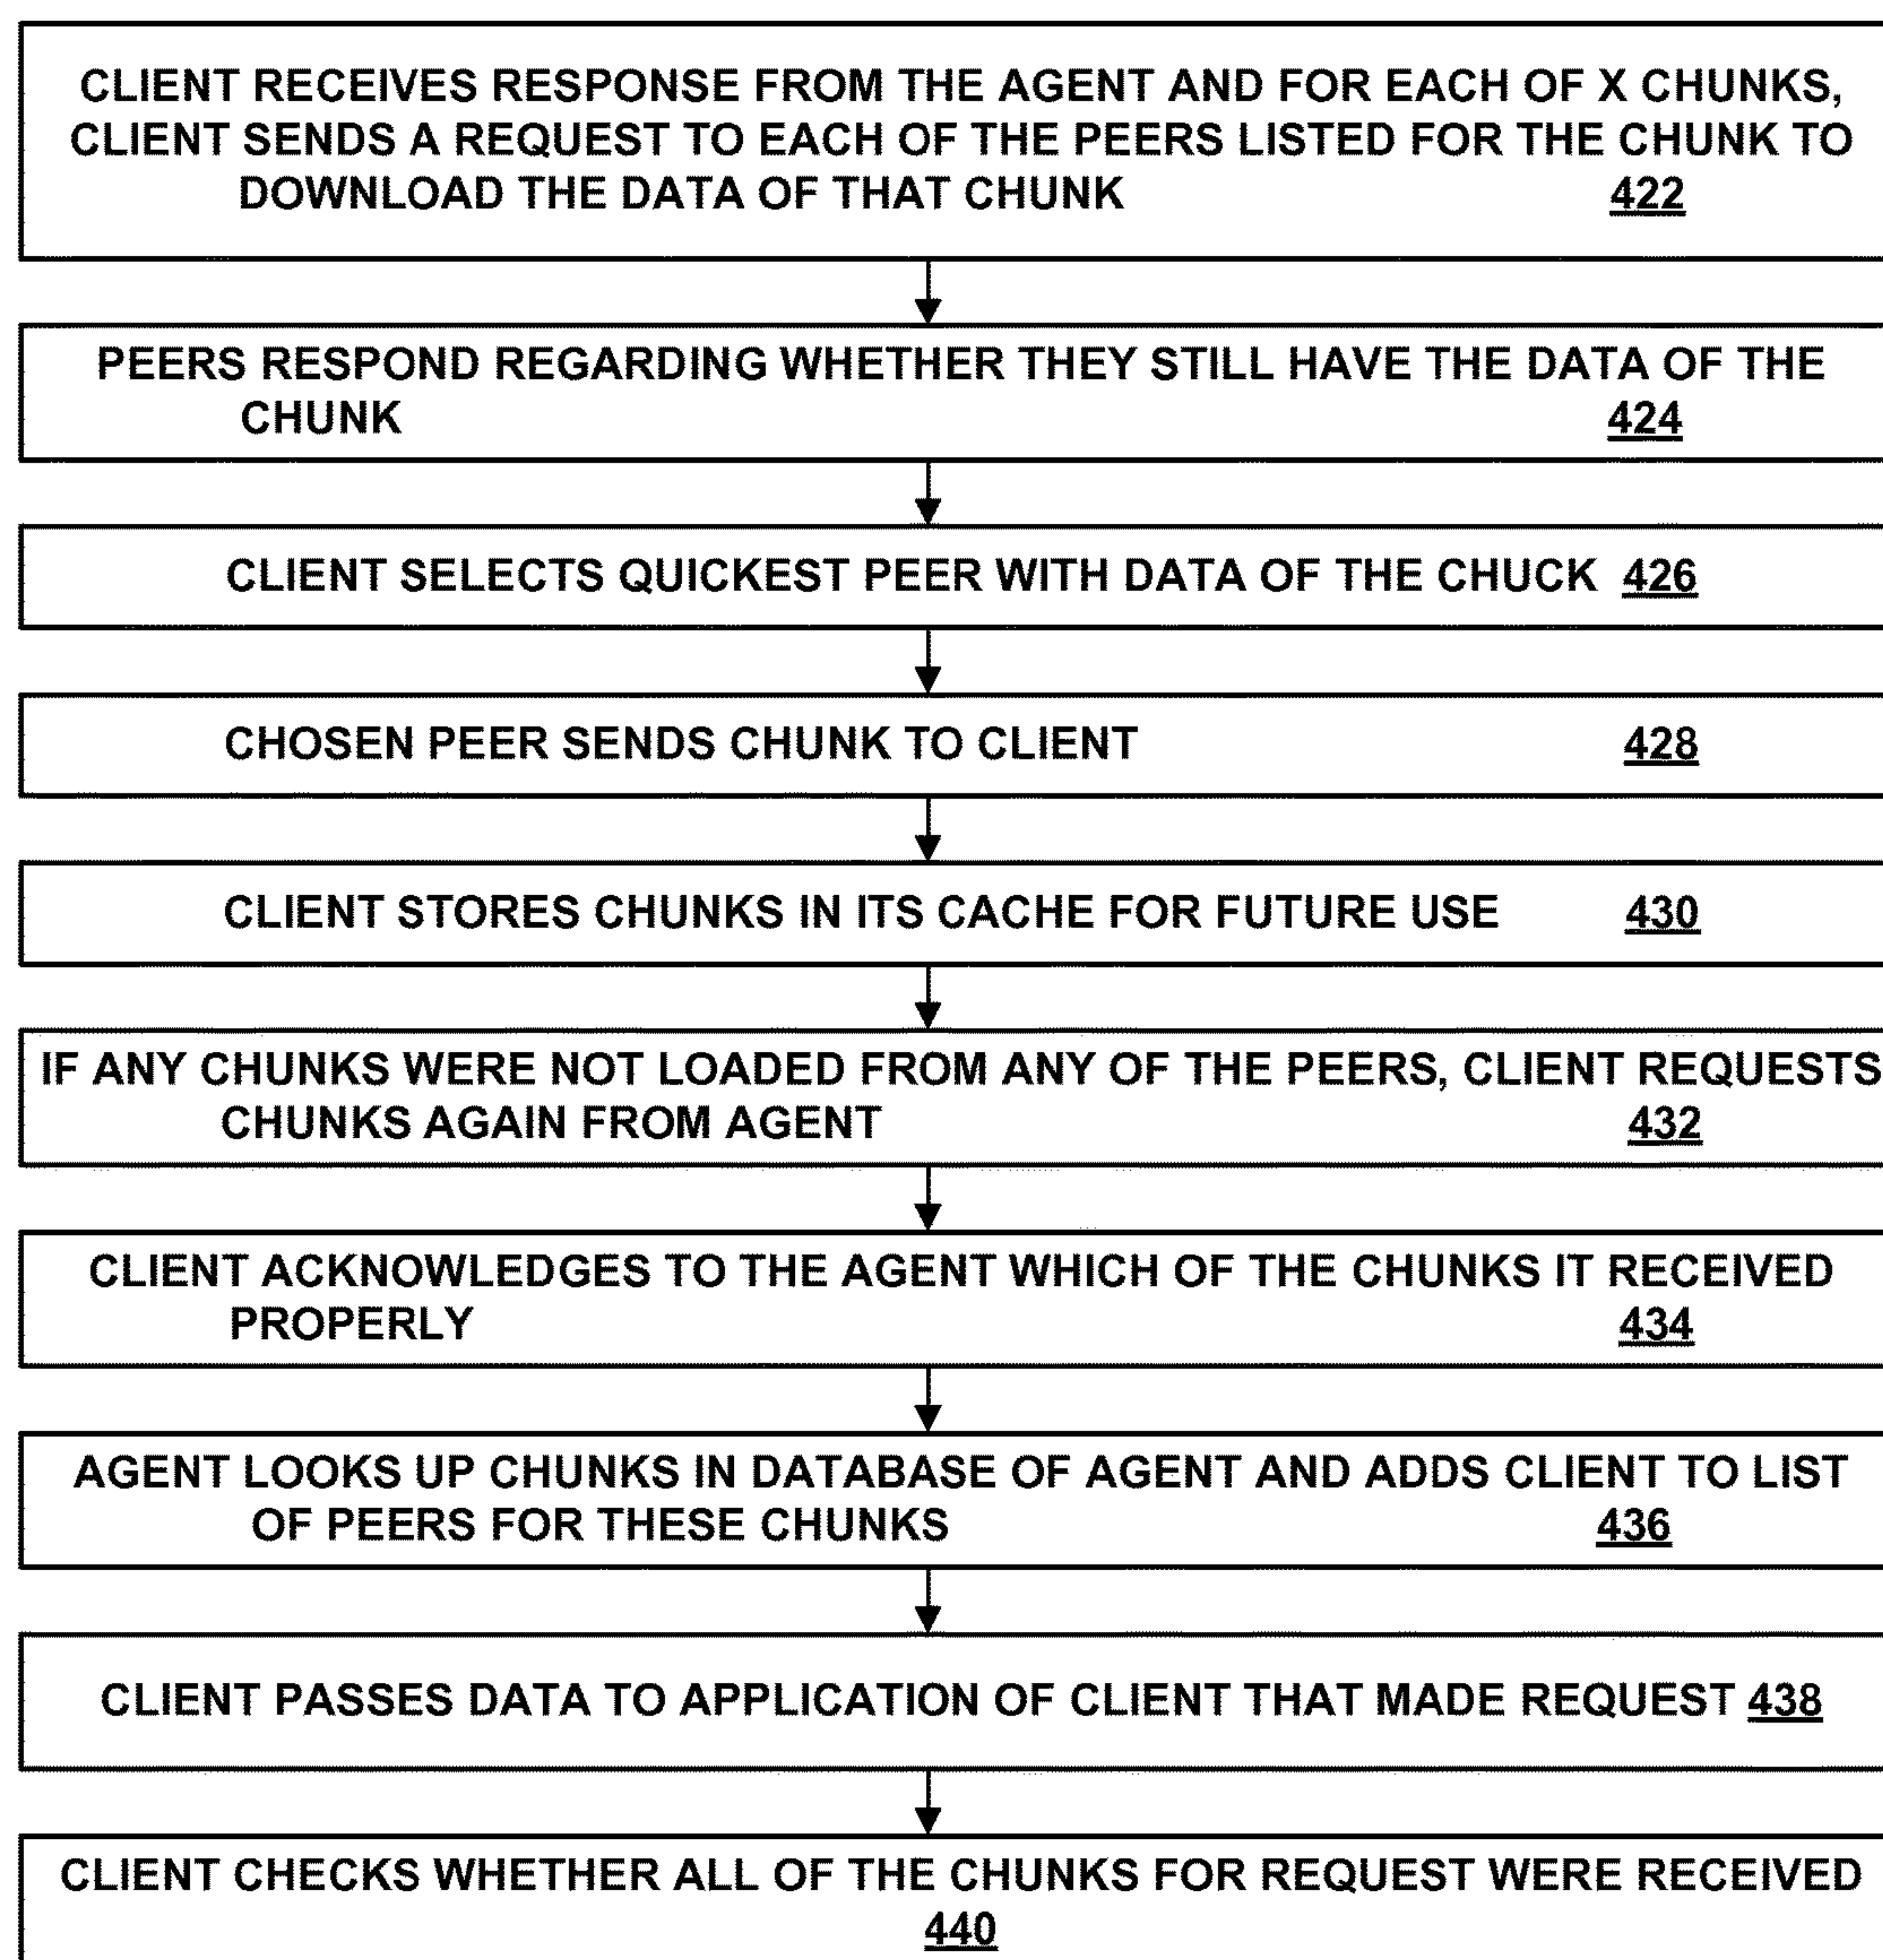 CLIENT RECEIVES RESPONSE FROM THE AGENT AND FOR EACH OF X CHUNKS,
CLIENT SENDS A REQUEST TO EACH OF THE PEERS LISTED FOR THE CHUNK TO
DOWNLOAD THE DATA OF THAT CHUNK 422
PEERS RESPOND REGARDING WHETHER THEY STILL HAVE THE DATA OF THE
CHUNK 424
CLIENT SELECTS QUICKEST PEER WITH DATA OF THE CHUCK 426
CHOSEN PEER SENDS CHUNK TO CLIENT 428
CLIENT STORES CHUNKS IN ITS CACHE FOR FUTURE USE 430
IF ANY CHUNKS WERE NOT LOADED FROM ANY OF THE PEERS, CLIENT REQUESTS
CHUNKS AGAIN FROM AGENT 432
CLIENT ACKNOWLEDGES TO THE AGENT WHICH OF THE CHUNKS IT RECEIVED
PROPERLY 434
AGENT LOOKS UP CHUNKS IN DATABASE OF AGENT AND ADDS CLIENT TO LIST
OF PEERS FOR THESE CHUNKS 436
CLIENT PASSES DATA TO APPLICATION OF CLIENT THAT MADE REQUEST 438
CLIENT CHECKS WHETHER ALL OF THE CHUNKS FOR REQUEST WERE RECEIVED
440